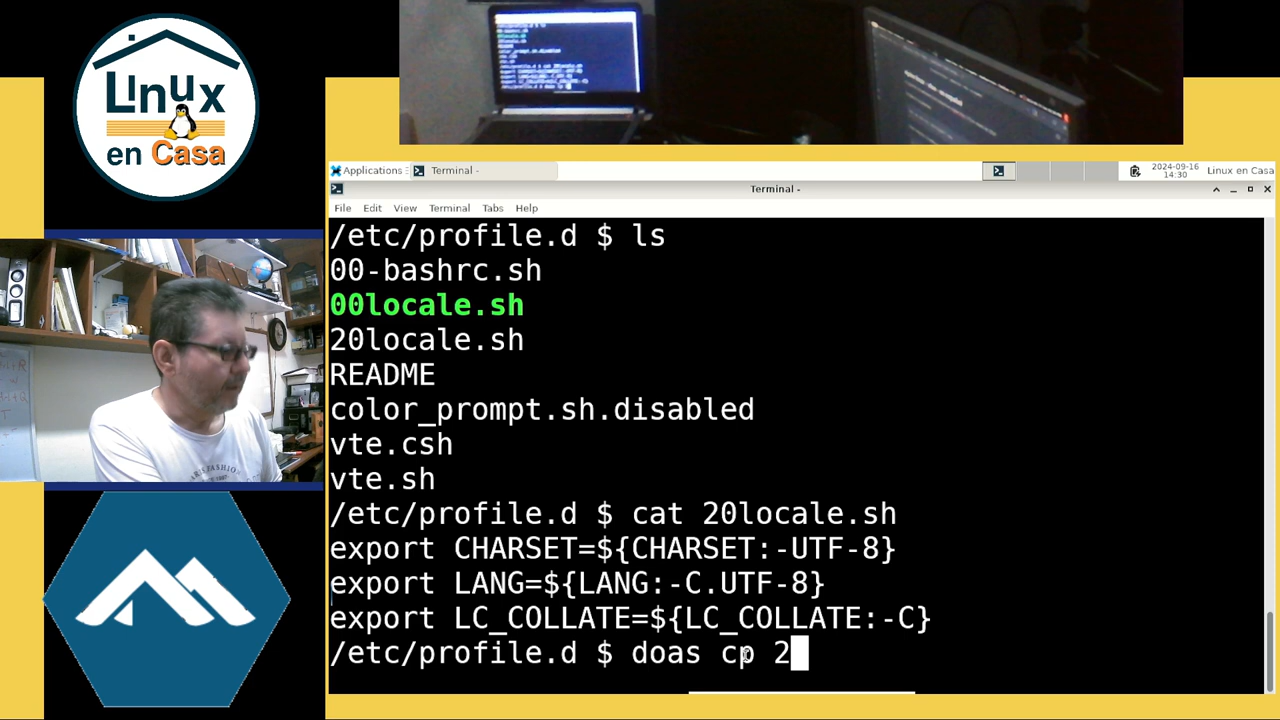 LInux
en Casa
Applications
Terminal -
2024-09-16
14:30
Linux en Casa
Terminal -
File Edit View Terminal Tabs Help
/etc/profile.d $ ls
00-bashrc.sh
00locale.sh
20locale.sh
README
color_prompt.sh.disabled
vte.csh
vte.sh
/etc/profile.d $ cat 20locale.sh
export CHARSET=${CHARSET:-UTF-8}
export LANG=${LANG:-C.UTF-8}
export LC_COLLATE=${LC_COLLATE:-C}
/etc/profile.d $ doas cp 2